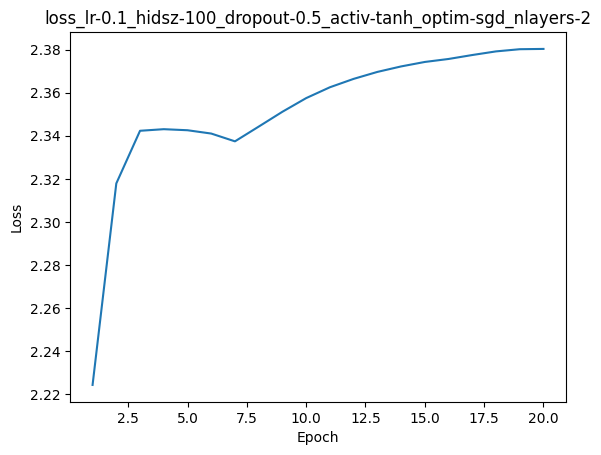 loss_lr-0.1_hidsz-100_dropout-0.5_activ-tanh_optim-sgd_nlayers-2
2.38
2.36
2.34
2.32
2.30
2.28
2.26
2.24
2.22
Loss
2.5 5.0 7.5 10.0 12.5 15.0 17.5 20.0
Epoch